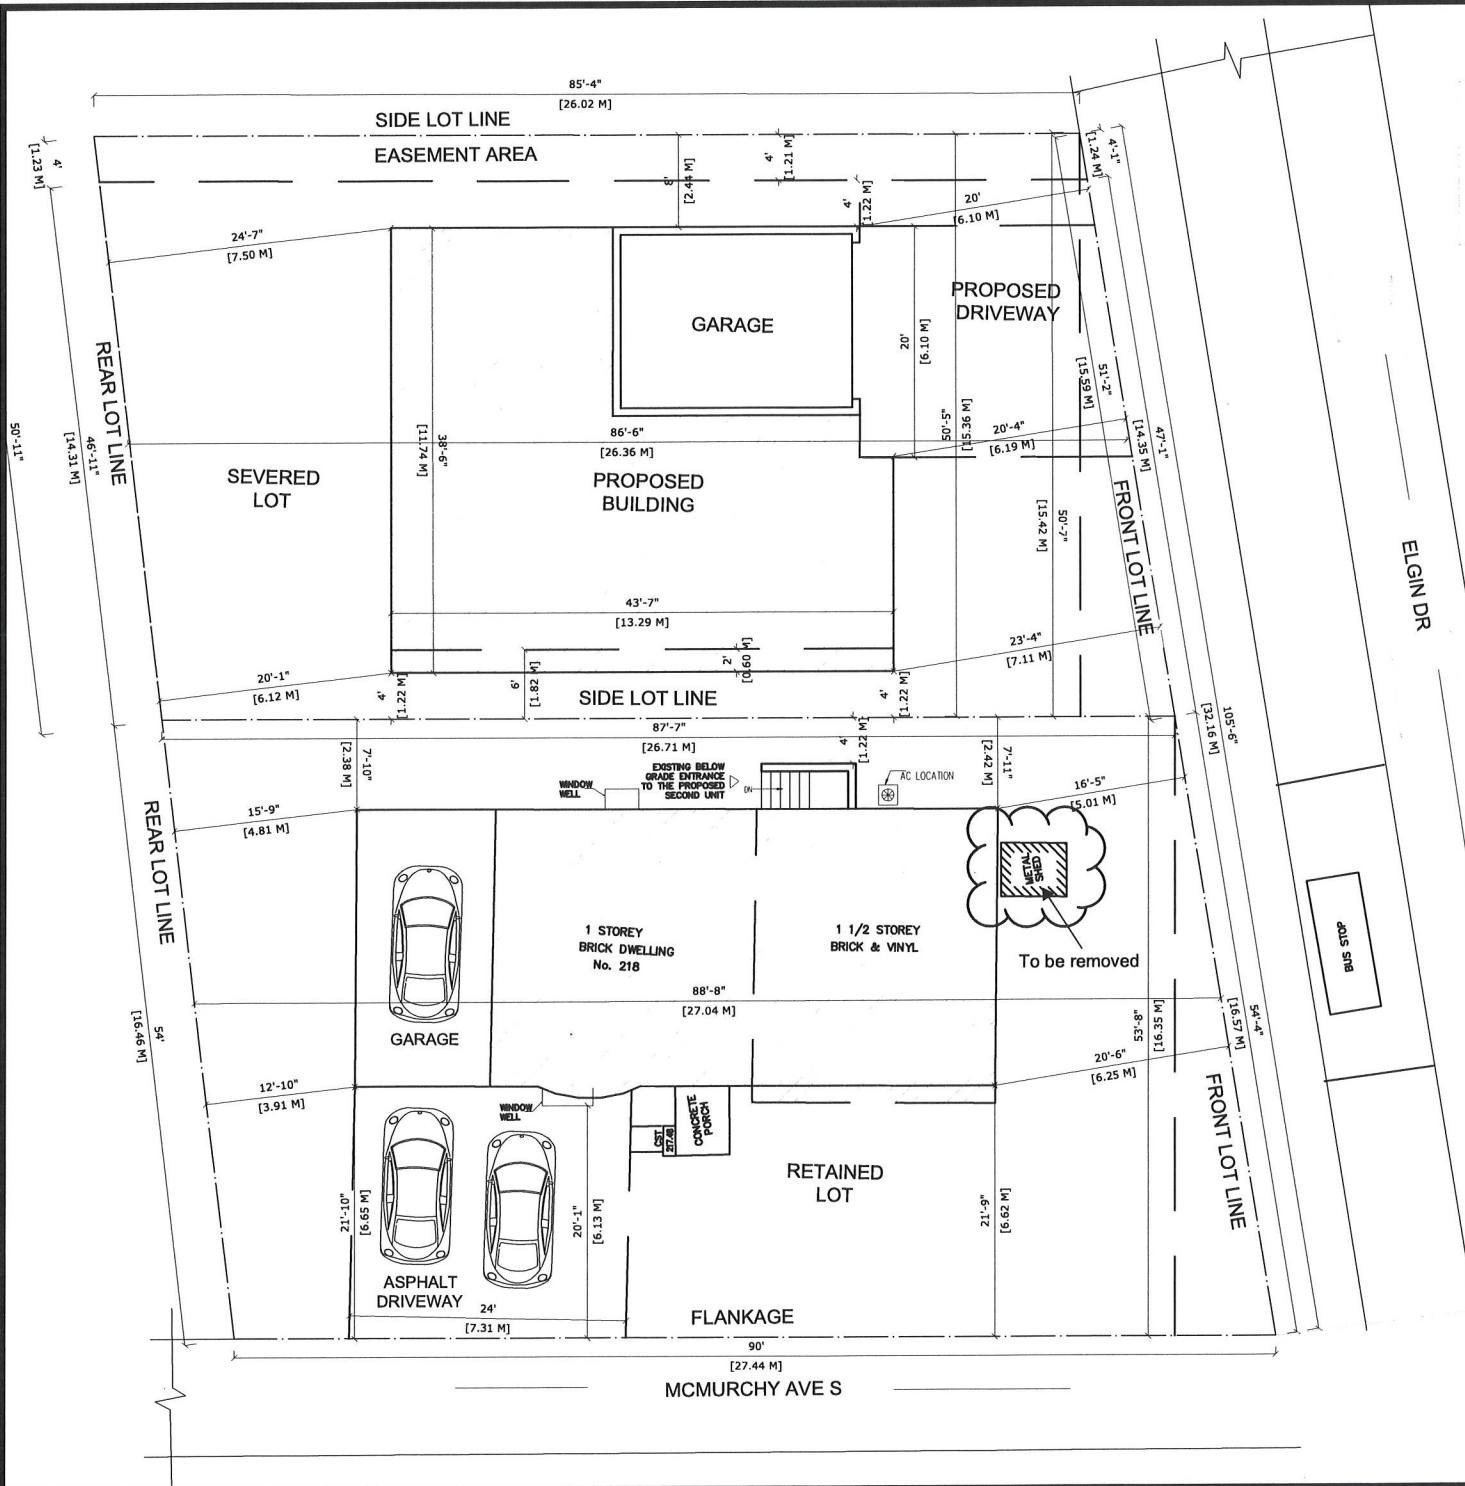 85'-4"
[26.02 M]
SIDE LOT LINE
EASEMENT AREA
4'
[1.23 M]
8'
[2.44 M]
4'
[1.21 M]
4'
[1.22 M]
20'
[6.10 M]
4'-1"
[1.24 M]
24'-7"
[7.50 M]
GARAGE
PROPOSED
DRIVEWAY
20'
[6.10 M]
51'-2"
[15.59 M]
REAR LOT LINE
50'-11"
46'-11"
[14.31 M]
38'-6"
[11.74 M]
86'-6"
[26.36 M]
50'-5"
[15.36 M]
20'-4"
[6.19 M]
47'-1"
[14.35 M]
SEVERED
LOT
PROPOSED
BUILDING
50'-7"
[15.42 M]
FRONT LOT LINE
ELGIN DR
43'-7"
[13.29 M]
2'
[0.60 M]
23'-4"
[7.11 M]
20'-1"
[6.12 M]
4'
[1.22 M]
6'
[1.82 M]
SIDE LOT LINE
4'
[1.22 M]
105'-6"
[32.16 M]
87'-7"
[26.71 M]
4'
[1.22 M]
7'-10"
[2.38 M]
7'-11"
[2.42 M]
WINDOW
WELL
EXISTING BELOW
GRADE ENTRANCE
TO THE PROPOSED
SECOND UNIT
DN
AC LOCATION
16'-5"
[5.01 M]
15'-9"
[4.81 M]
REAR LOT LINE
METAL
SHED
1 STOREY
BRICK DWELLING
No. 218
1 1/2 STOREY
BRICK & VINYL
To be removed
BUS STOP
88'-8"
[27.04 M]
54'
[16.46 M]
53'-8"
[16.35 M]
54'-4"
[16.57 M]
GARAGE
12'-10"
[3.91 M]
20'-6"
[6.25 M]
WINDOW
WELL
CONCRETE
PORCH
CST
217.48
FRONT LOT LINE
RETAINED
LOT
21'-10"
[6.65 M]
20'-1"
[6.13 M]
21'-9"
[6.62 M]
ASPHALT
DRIVEWAY
24'
[7.31 M]
FLANKAGE
90'
[27.44 M]
MCMURCHY AVE S